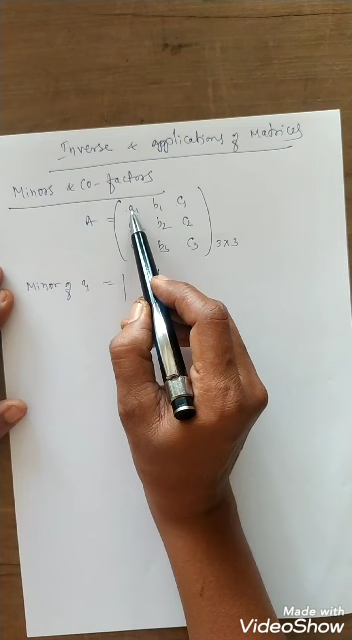 Inverse & applications of Matrices
Minors & Co-factors
A = ( a1 b1 c1
b2 c2
b3 c3 ) 3x3
Minor of a1 = |
Made with
VideoShow